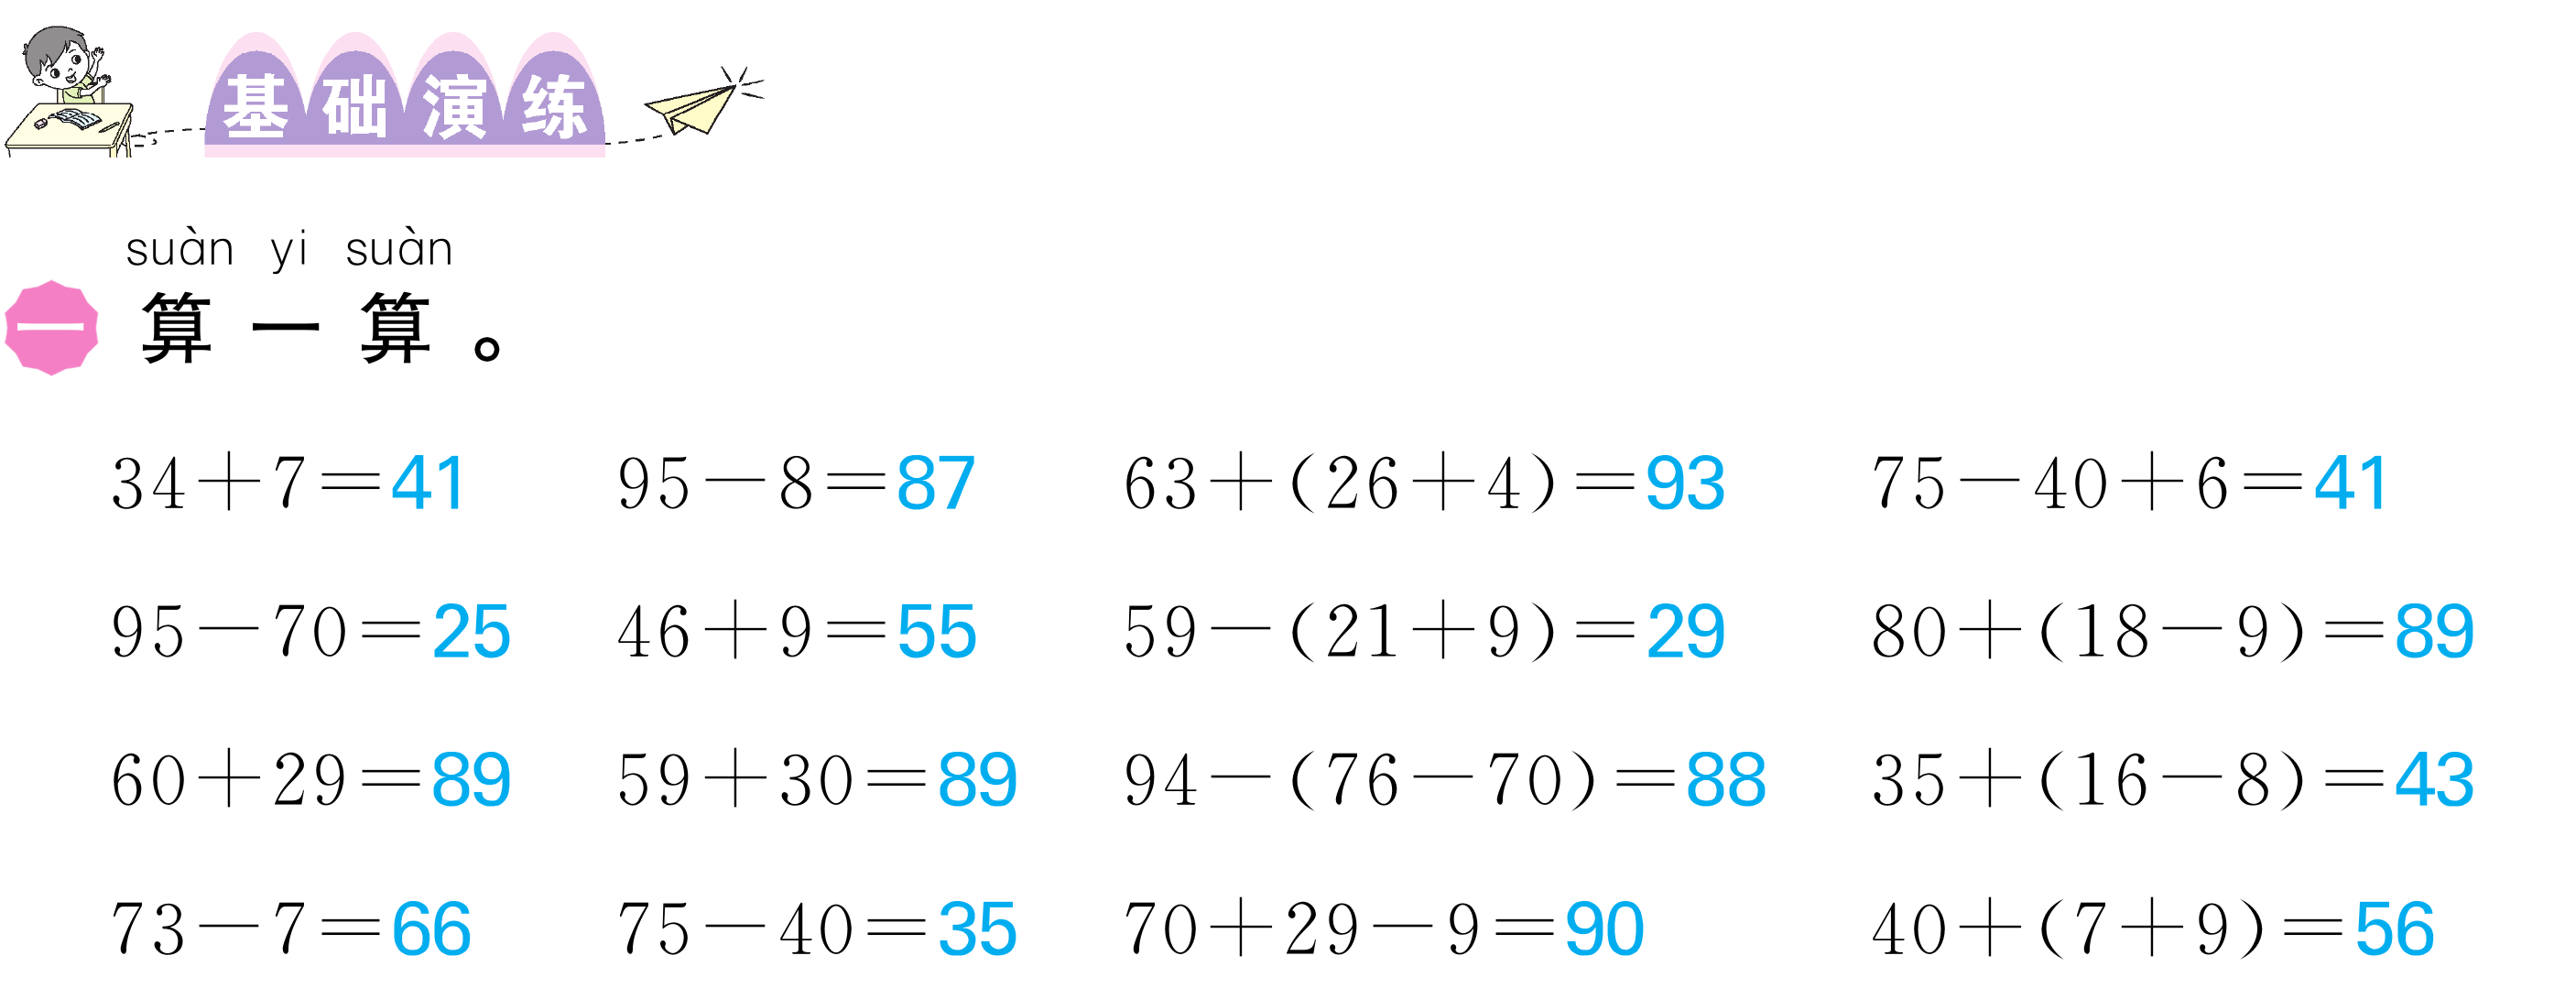 基础演练
suàn yi suàn
一 算一算。
34+7=41 95-8=87 63+(26+4)=93 75-40+6=41
95-70=25 46+9=55 59-(21+9)=29 80+(18-9)=89
60+29=89 59+30=89 94-(76-70)=88 35+(16-8)=43
73-7=66 75-40=35 70+29-9=90 40+(7+9)=56